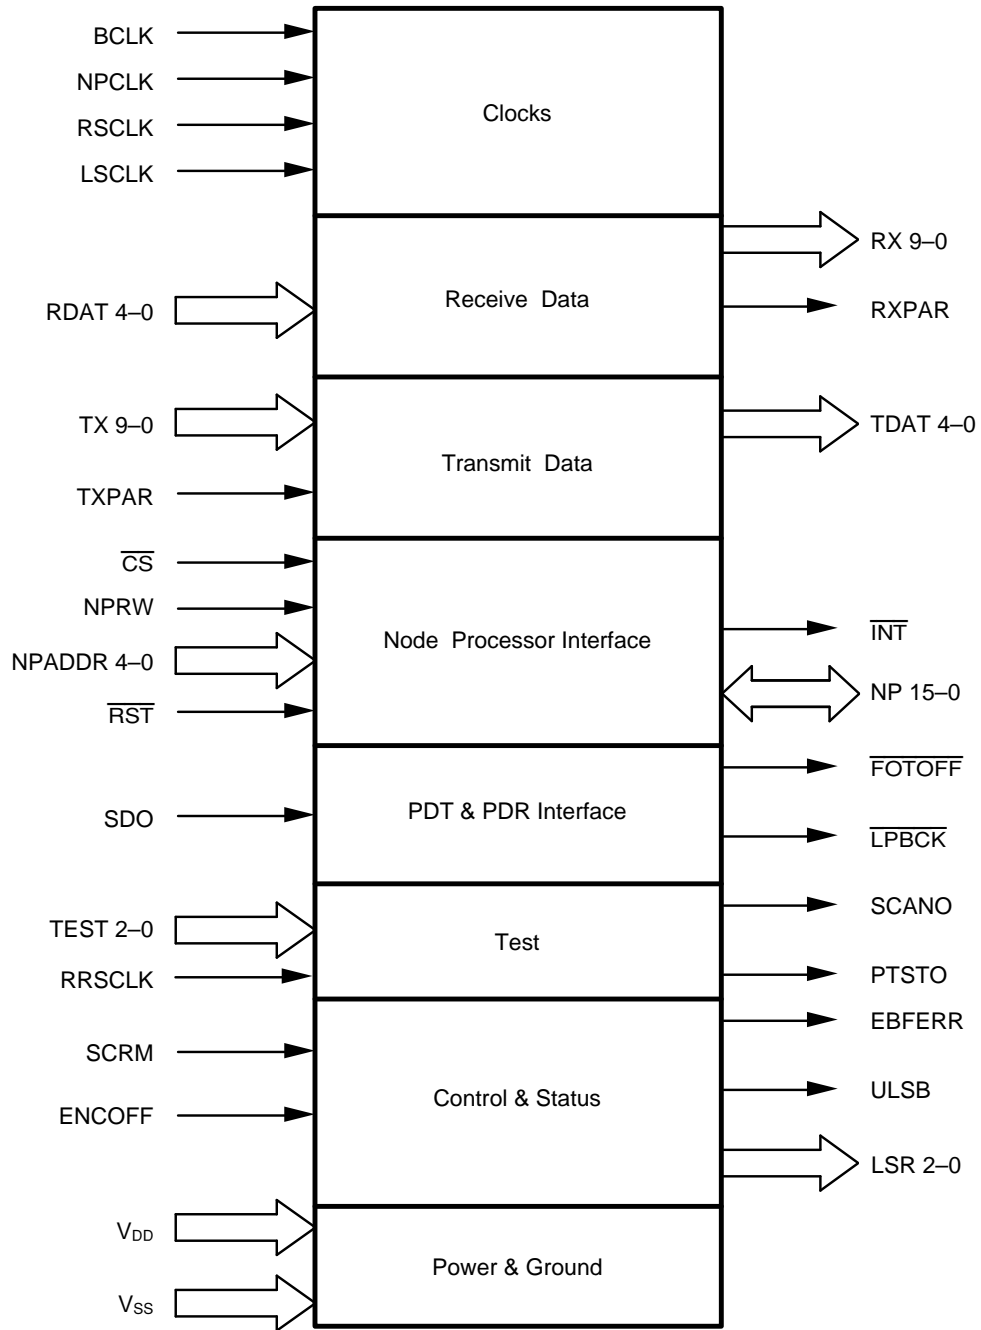 BCLK
NPCLK
RSCLK
LSCLK
Clocks
RX 9–0
RDAT 4–0
Receive Data
RXPAR
TX 9–0
TDAT 4–0
Transmit Data
TXPAR
CS
NPRW
NPADDR 4–0
RST
Node Processor Interface
INT
NP 15–0
FOTOFF
SDO
PDT & PDR Interface
LPBCK
SCANO
TEST 2–0
Test
RRSCLK
PTSTO
EBFERR
SCRM
ULSB
Control & Status
ENCOFF
LSR 2–0
VDD
Power & Ground
VSS